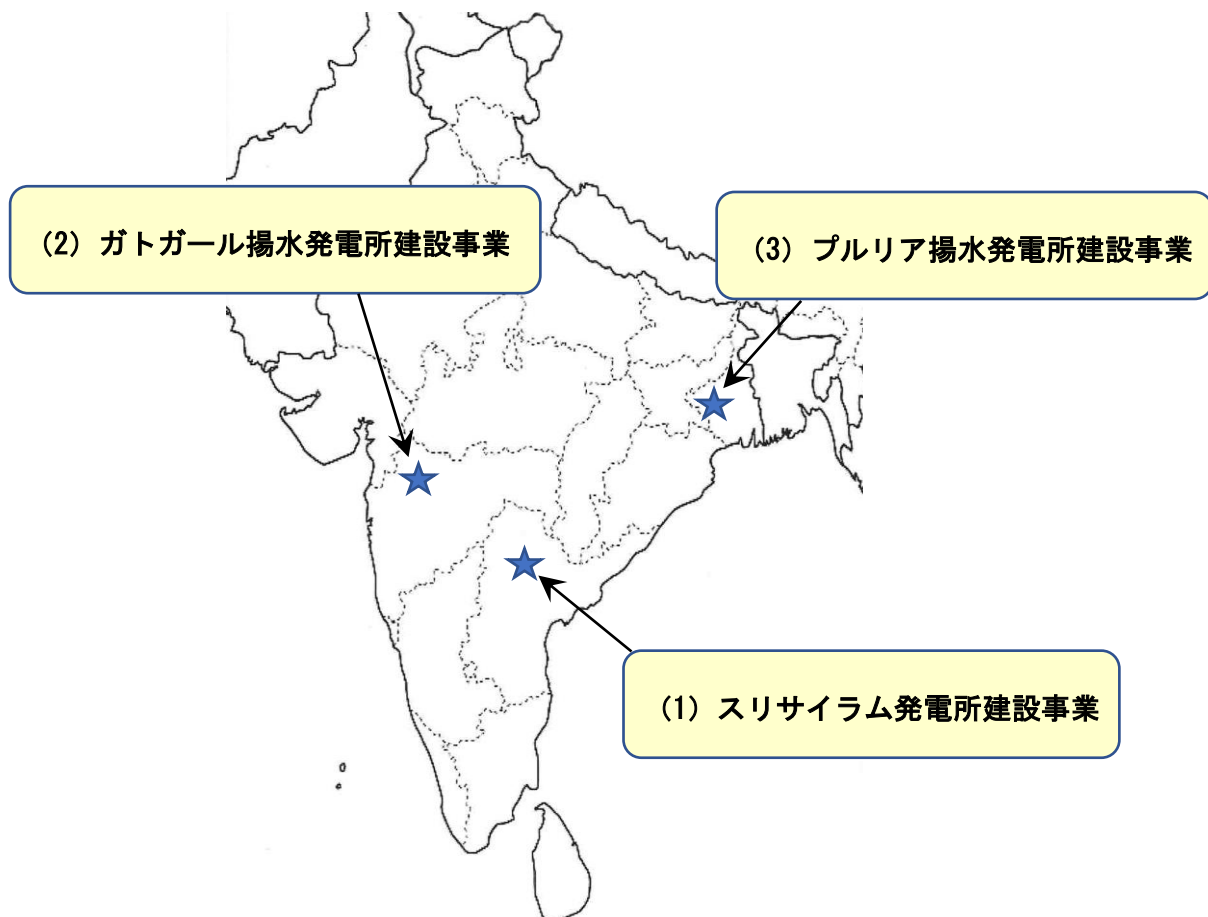 （2）ガトガール揚水発電所建設事業
（3）プルリア揚水発電所建設事業
（1）スリサイラム発電所建設事業